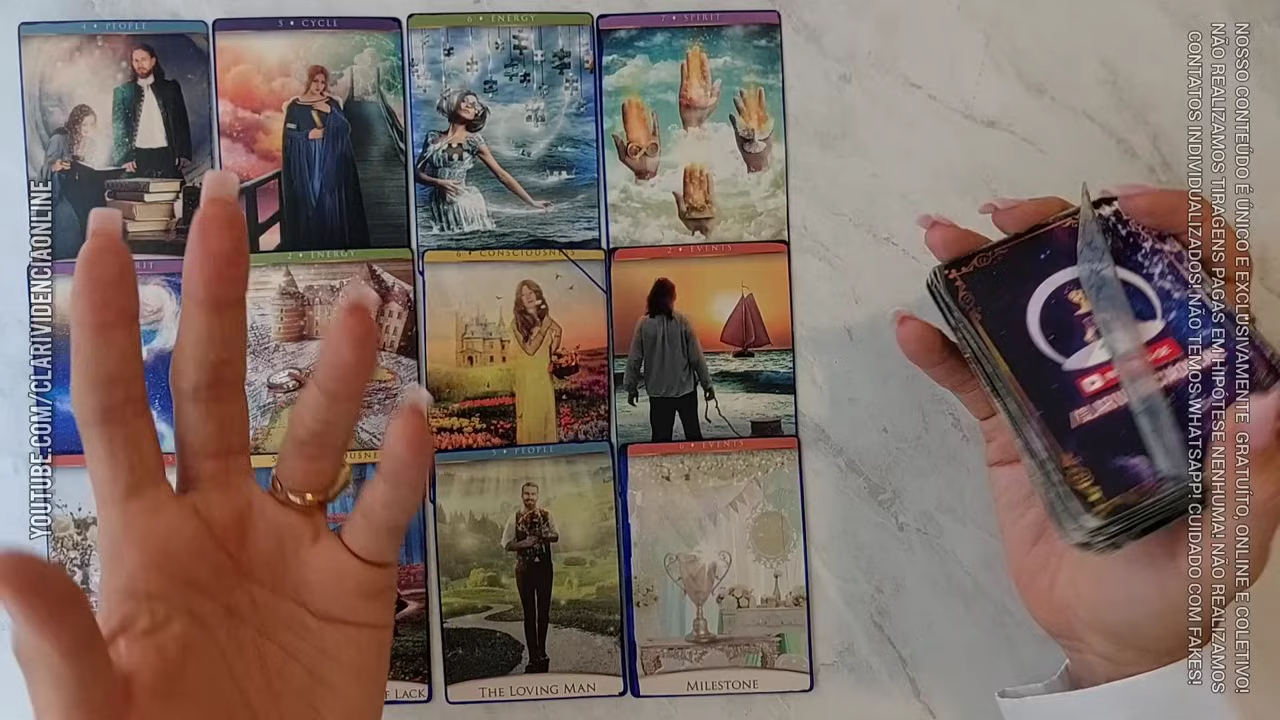 4 • PEOPLE
5 • CYCLE
6 • ENERGY
7 • SPIRIT
2 • ENERGY
6 • CONSCIOUSNESS
2 • EVENTS
5 • PEOPLE
6 • EVENTS
LACK
THE LOVING MAN
MILESTONE
YOUTUBE.COM/CLARIVIDENCIAONLINE
NOSSO CONTEÚDO É ÚNICO E EXCLUSIVAMENTE GRATUÍTO, ONLINE E COLETIVO!
NÃO REALIZAMOS TIRAGENS PAGAS EM HIPÓTESE NENHUMA! NÃO REALIZAMOS
CONTATOS INDIVIDUALIZADOS! NÃO TEMOS WHATSAPP! CUIDADO COM FAKES!